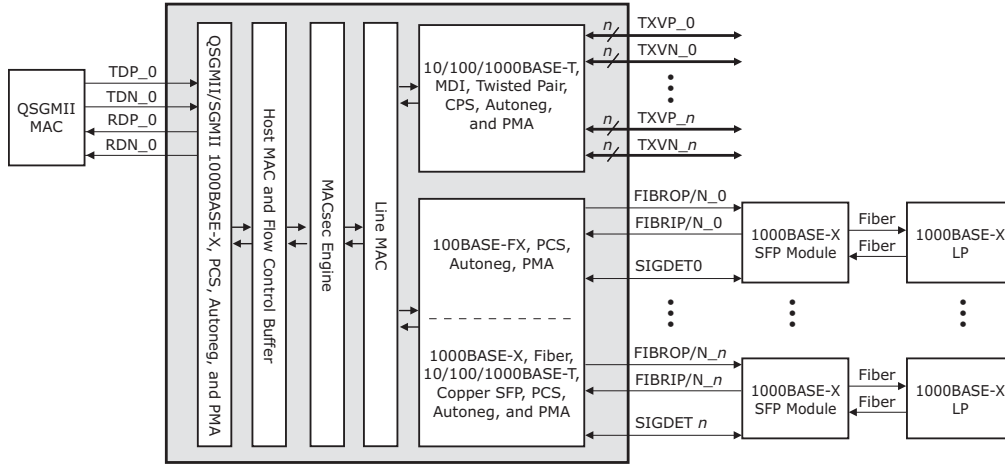 QSGMII
MAC
TDP_0
TDN_0
RDP_0
RDN_0
QSGMII/SGMII 1000BASE-X, PCS, Autoneg, and PMA
Host MAC and Flow Control Buffer
MACsec Engine
Line MAC
10/100/1000BASE-T,
MDI, Twisted Pair,
CPS, Autoneg,
and PMA
n TXVP_0
n TXVN_0
n TXVP_n
n TXVN_n
100BASE-FX, PCS,
Autoneg, PMA
1000BASE-X, Fiber,
10/100/1000BASE-T,
Copper SFP, PCS,
Autoneg, and PMA
FIBROP/N_0
FIBRIP/N_0
SIGDET0
1000BASE-X
SFP Module
Fiber
Fiber
1000BASE-X
LP
FIBROP/N_n
FIBRIP/N_n
SIGDET n
1000BASE-X
SFP Module
Fiber
Fiber
1000BASE-X
LP